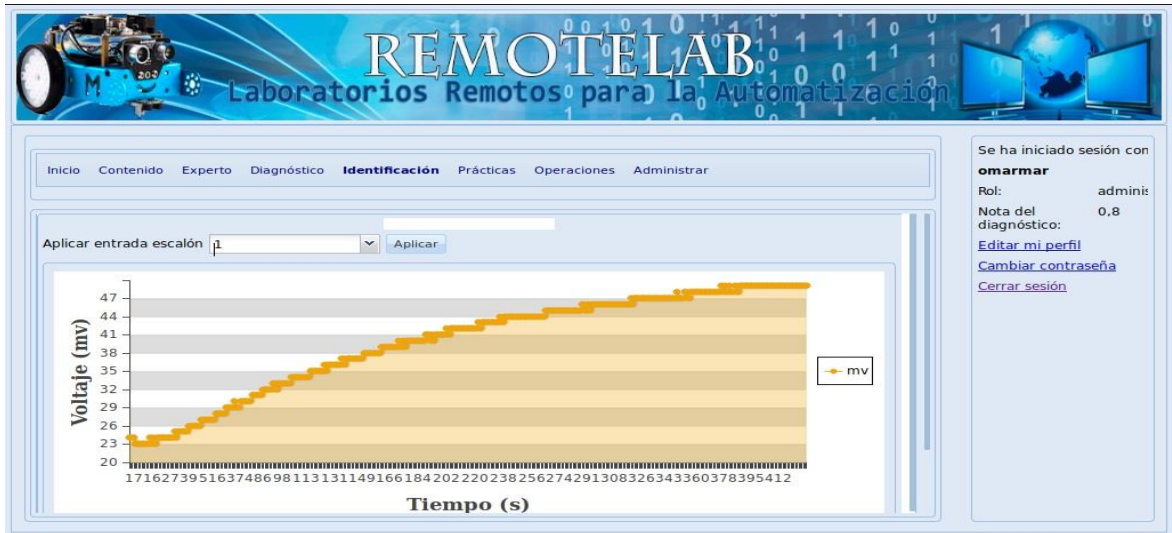 REMOTELAB
Laboratorios Remotos para la Automatización
Inicio Contenido Experto Diagnóstico Identificación Prácticas Operaciones Administrar
Aplicar entrada escalón 1 Aplicar
47
44
41
38
35
32
29
26
23
20
Voltaje (mv)
mv
Tiempo (s)
Se ha iniciado sesión con
omarmar
Rol: adminis
Nota del diagnóstico: 0,8
Editar mi perfil
Cambiar contraseña
Cerrar sesión